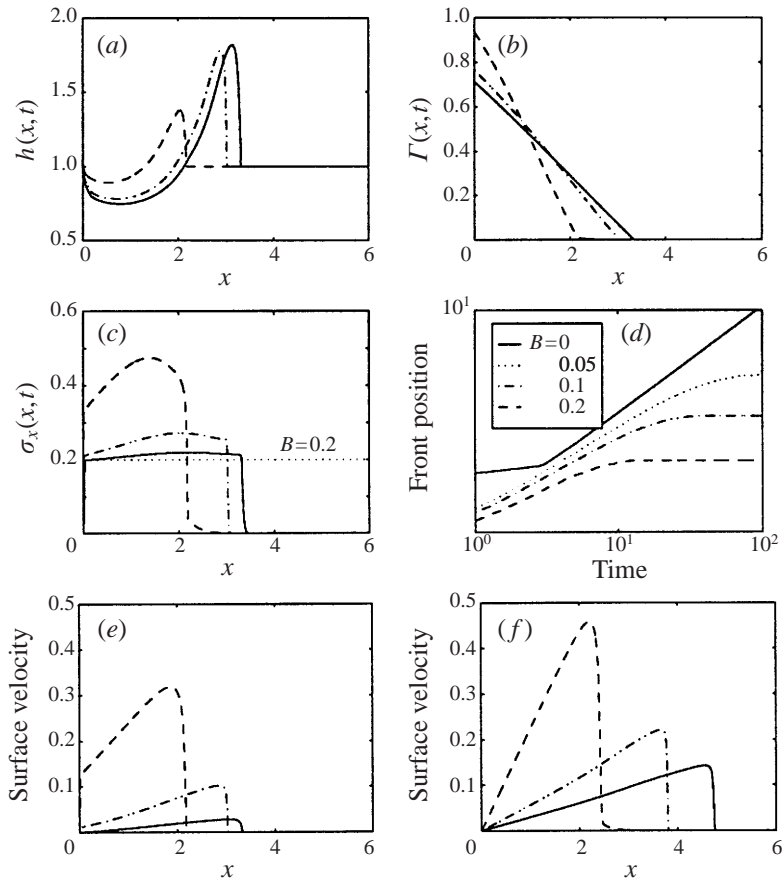 2.0
(a)
1.5
h(x,t)
1.0
0.5
0
2
4
6
x
1.0
(b)
0.8
0.6
Γ(x,t)
0.4
0.2
0
2
4
6
x
0.6
(c)
0.4
σx(x,t)
B=0.2
0.2
0
2
4
6
x
10¹
(d)
B=0
0.05
0.1
0.2
Front position
10⁰
10¹
10²
Time
0.5
(e)
0.4
0.3
Surface velocity
0.2
0.1
0
2
4
6
x
0.5
(f)
0.4
0.3
Surface velocity
0.2
0.1
0
2
4
6
x